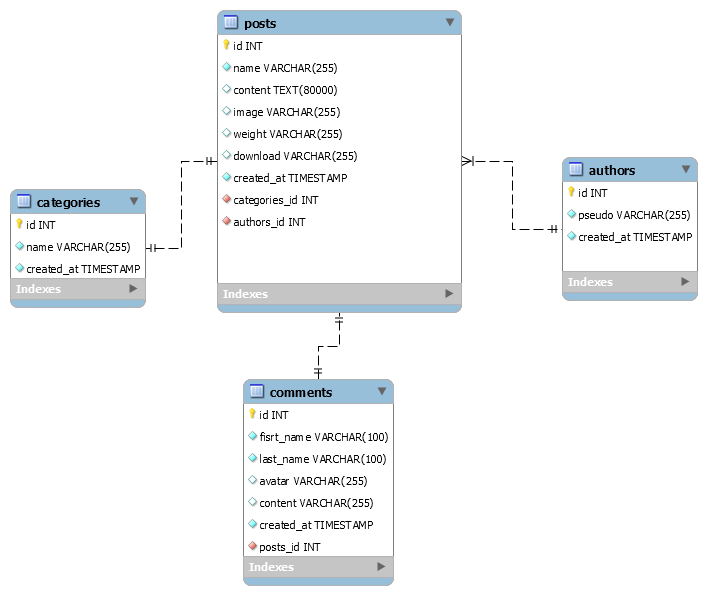 posts
id INT
name VARCHAR(255)
content TEXT(80000)
image VARCHAR(255)
weight VARCHAR(255)
download VARCHAR(255)
created_at TIMESTAMP
categories_id INT
authors_id INT
Indexes
categories
id INT
name VARCHAR(255)
created_at TIMESTAMP
Indexes
authors
id INT
pseudo VARCHAR(255)
created_at TIMESTAMP
Indexes
comments
id INT
fisrt_name VARCHAR(100)
last_name VARCHAR(100)
avatar VARCHAR(255)
content VARCHAR(255)
created_at TIMESTAMP
posts_id INT
Indexes